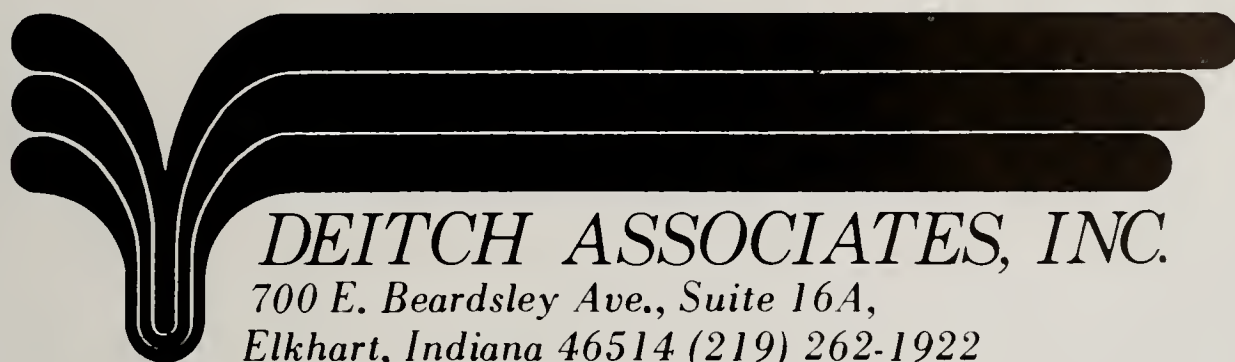 DEITCH ASSOCIATES, INC.
700 E. Beardsley Ave., Suite 16A,
Elkhart, Indiana 46514 (219) 262-1922